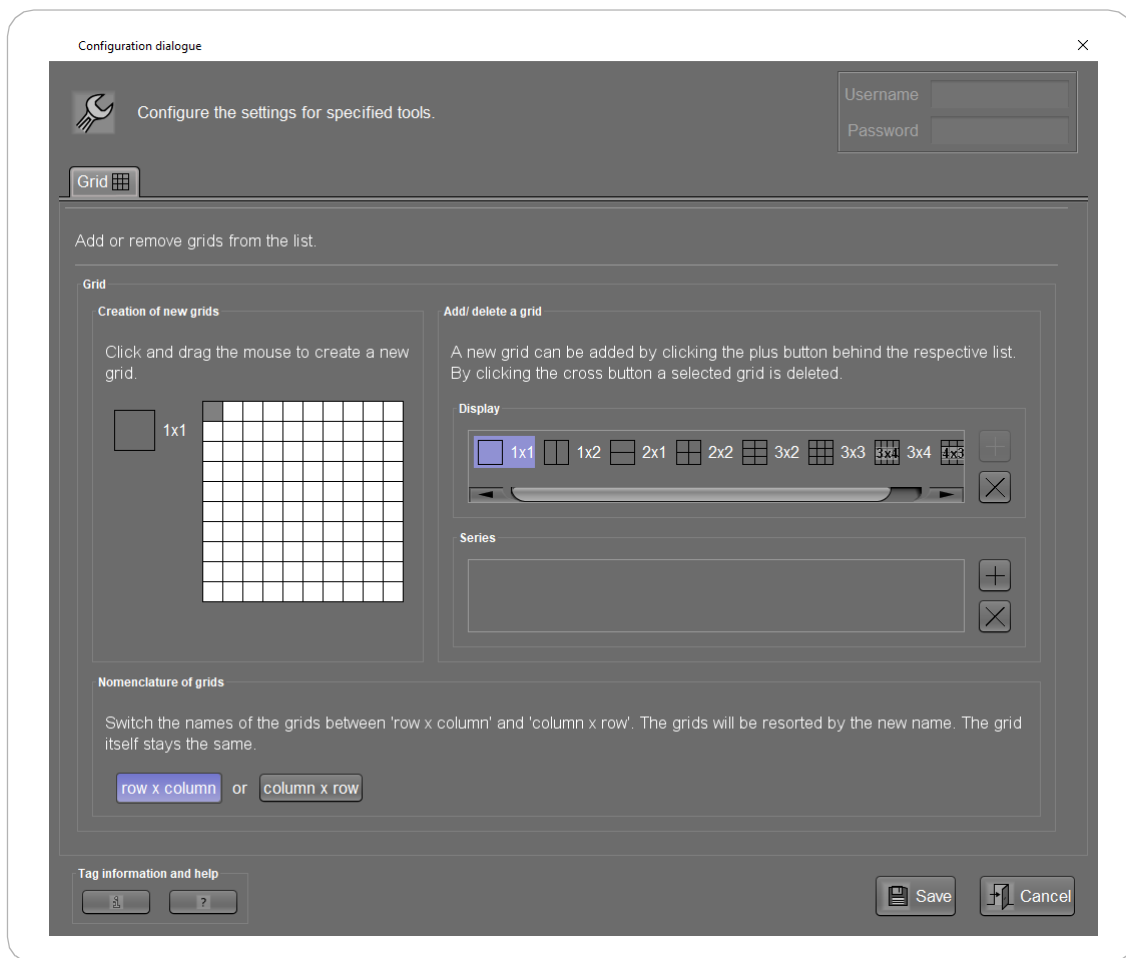 Configuration dialogue
Configure the settings for specified tools.
Username
Password
Grid
Add or remove grids from the list.
Grid
Creation of new grids
Click and drag the mouse to create a new
grid.
1x1
Add/ delete a grid
A new grid can be added by clicking the plus button behind the respective list.
By clicking the cross button a selected grid is deleted.
Display
1x1 1x2 2x1 2x2 3x2 3x3 3x4 3x4 4x3
Series
Nomenclature of grids
Switch the names of the grids between 'row x column' and 'column x row'. The grids will be resorted by the new name. The grid
itself stays the same.
row x column or column x row
Tag information and help
i ?
Save Cancel